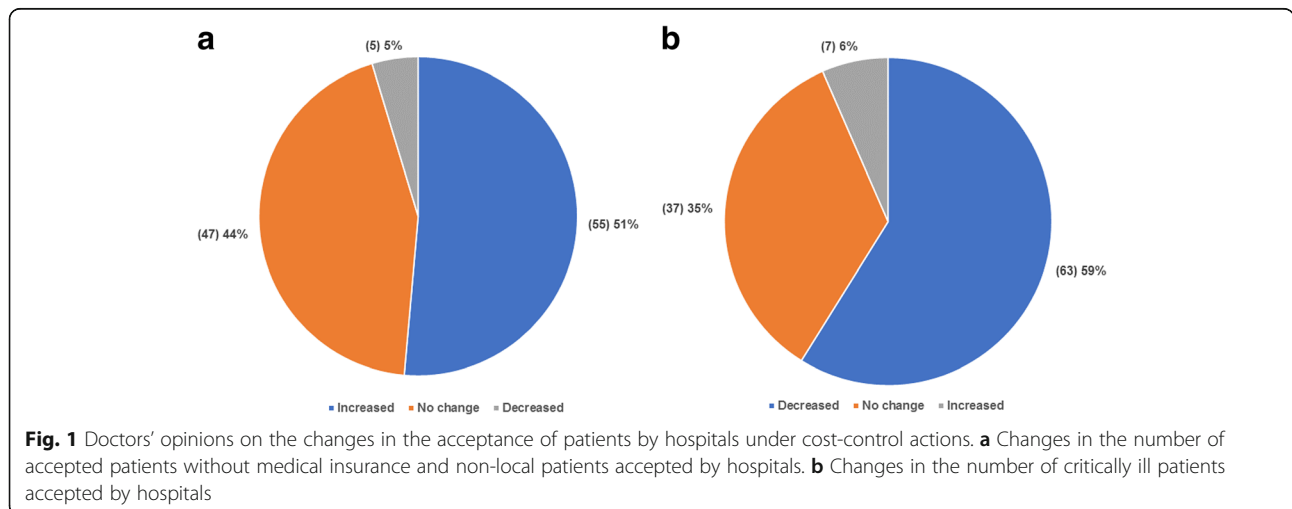 a
(5) 5%
(47) 44%
(55) 51%
Increased No change Decreased
b
(7) 6%
(37) 35%
(63) 59%
Decreased No change Increased
Fig. 1 Doctors' opinions on the changes in the acceptance of patients by hospitals under cost-control actions. a Changes in the number of
accepted patients without medical insurance and non-local patients accepted by hospitals. b Changes in the number of critically ill patients
accepted by hospitals